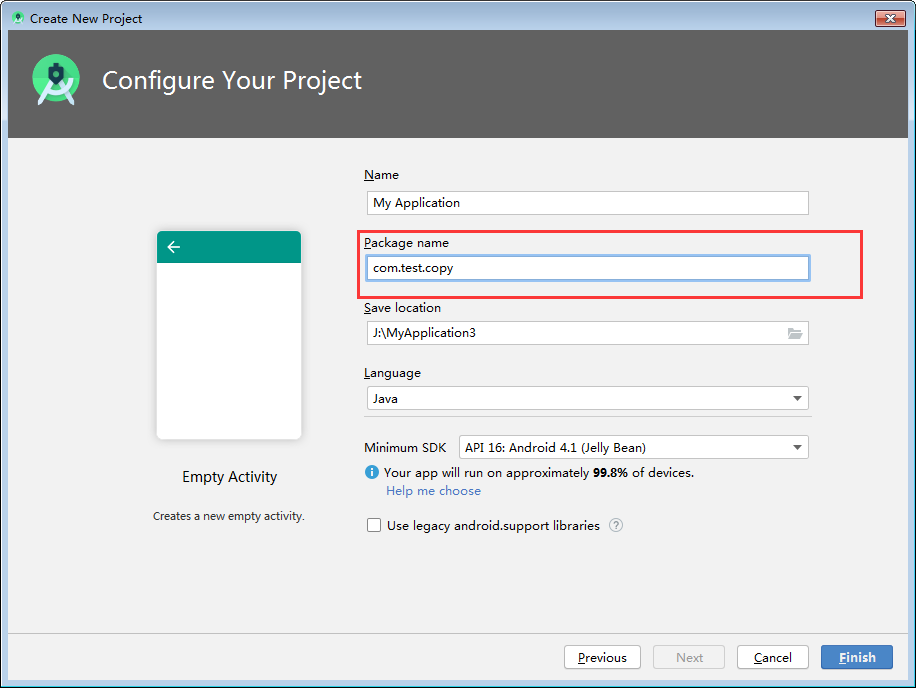 Create New Project
Configure Your Project
Name
My Application
Package name
com.test.copy
Save location
J:\MyApplication3
Language
Java
Minimum SDK API 16: Android 4.1 (Jelly Bean)
Your app will run on approximately 99.8% of devices.
Help me choose
Use legacy android.support libraries ?
Empty Activity
Creates a new empty activity.
Previous Next Cancel Finish